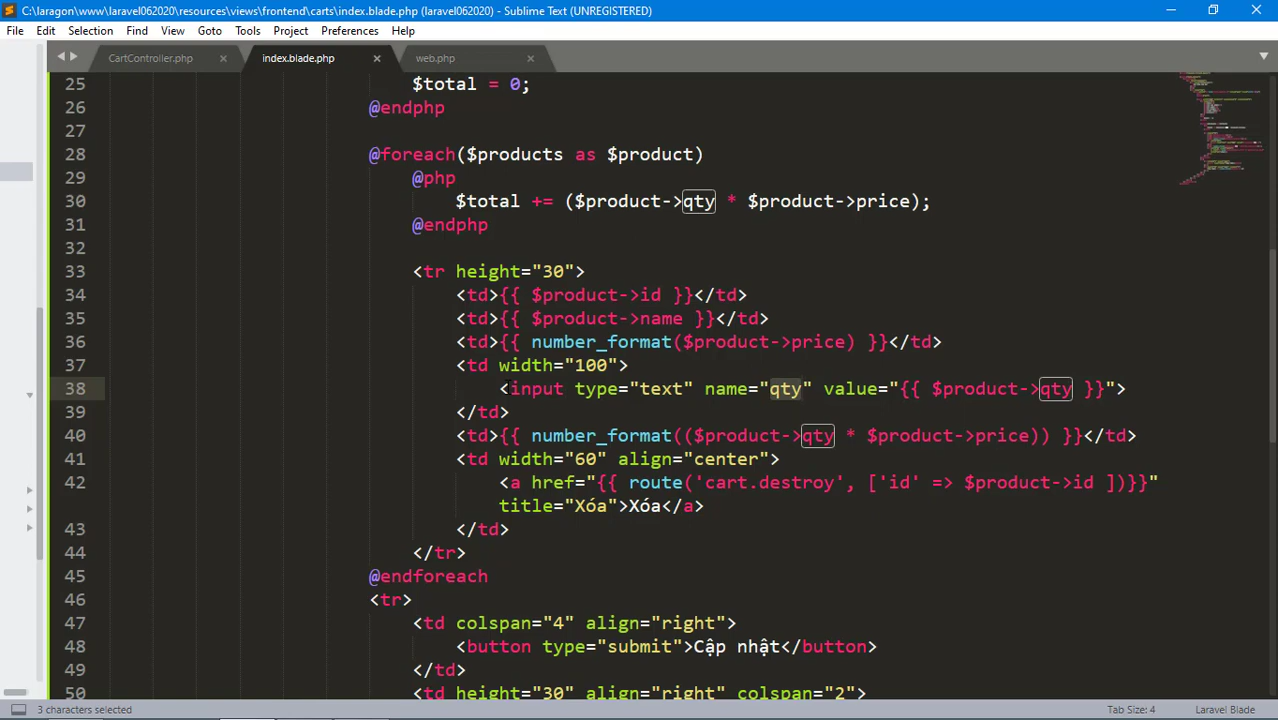 C:\laragon\www\laravel062020\resources\views\frontend\carts\index.blade.php (laravel062020) - Sublime Text (UNREGISTERED)
File Edit Selection Find View Goto Tools Project Preferences Help
CartController.php index.blade.php web.php
25 $total = 0;
26 @endphp
27
28 @foreach($products as $product)
29 @php
30 $total += ($product->qty * $product->price);
31 @endphp
32
33 <tr height="30">
34 <td>{{ $product->id }}</td>
35 <td>{{ $product->name }}</td>
36 <td>{{ number_format($product->price) }}</td>
37 <td width="100">
38 <input type="text" name="qty" value="{{ $product->qty }}">
39 </td>
40 <td>{{ number_format(($product->qty * $product->price)) }}</td>
41 <td width="60" align="center">
42 <a href="{{ route('cart.destroy', ['id' => $product->id ])}}"
title="Xóa">Xóa</a>
43 </td>
44 </tr>
45 @endforeach
46 <tr>
47 <td colspan="4" align="right">
48 <button type="submit">Cập nhật</button>
49 </td>
50 <td height="30" align="right" colspan="2">
3 characters selected Tab Size: 4 Laravel Blade